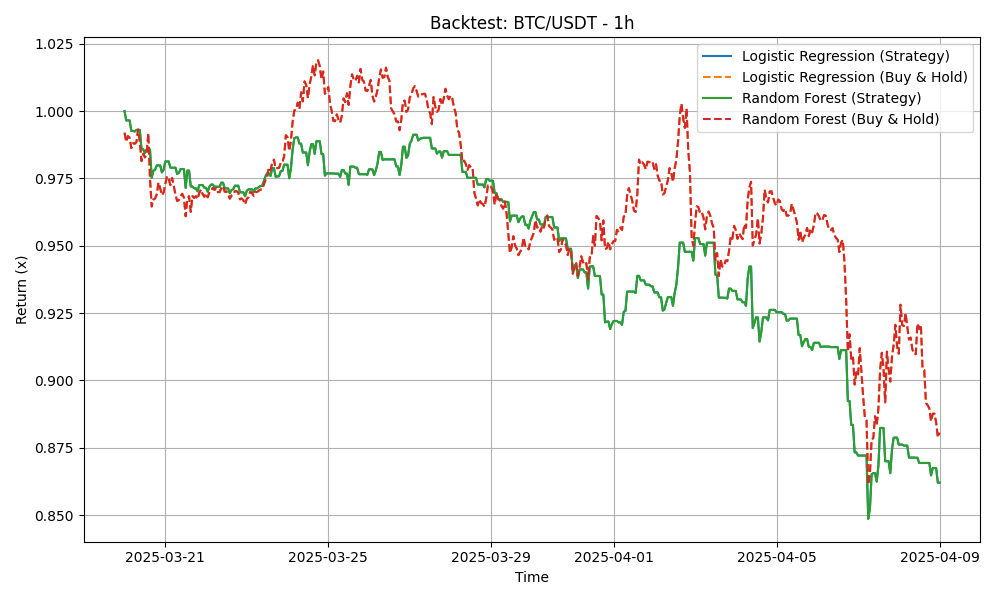 Backtest: BTC/USDT - 1h
Logistic Regression (Strategy)
Logistic Regression (Buy & Hold)
Random Forest (Strategy)
Random Forest (Buy & Hold)
Return (x)
1.025
1.000
0.975
0.950
0.925
0.900
0.875
0.850
2025-03-21
2025-03-25
2025-03-29
2025-04-01
2025-04-05
2025-04-09
Time